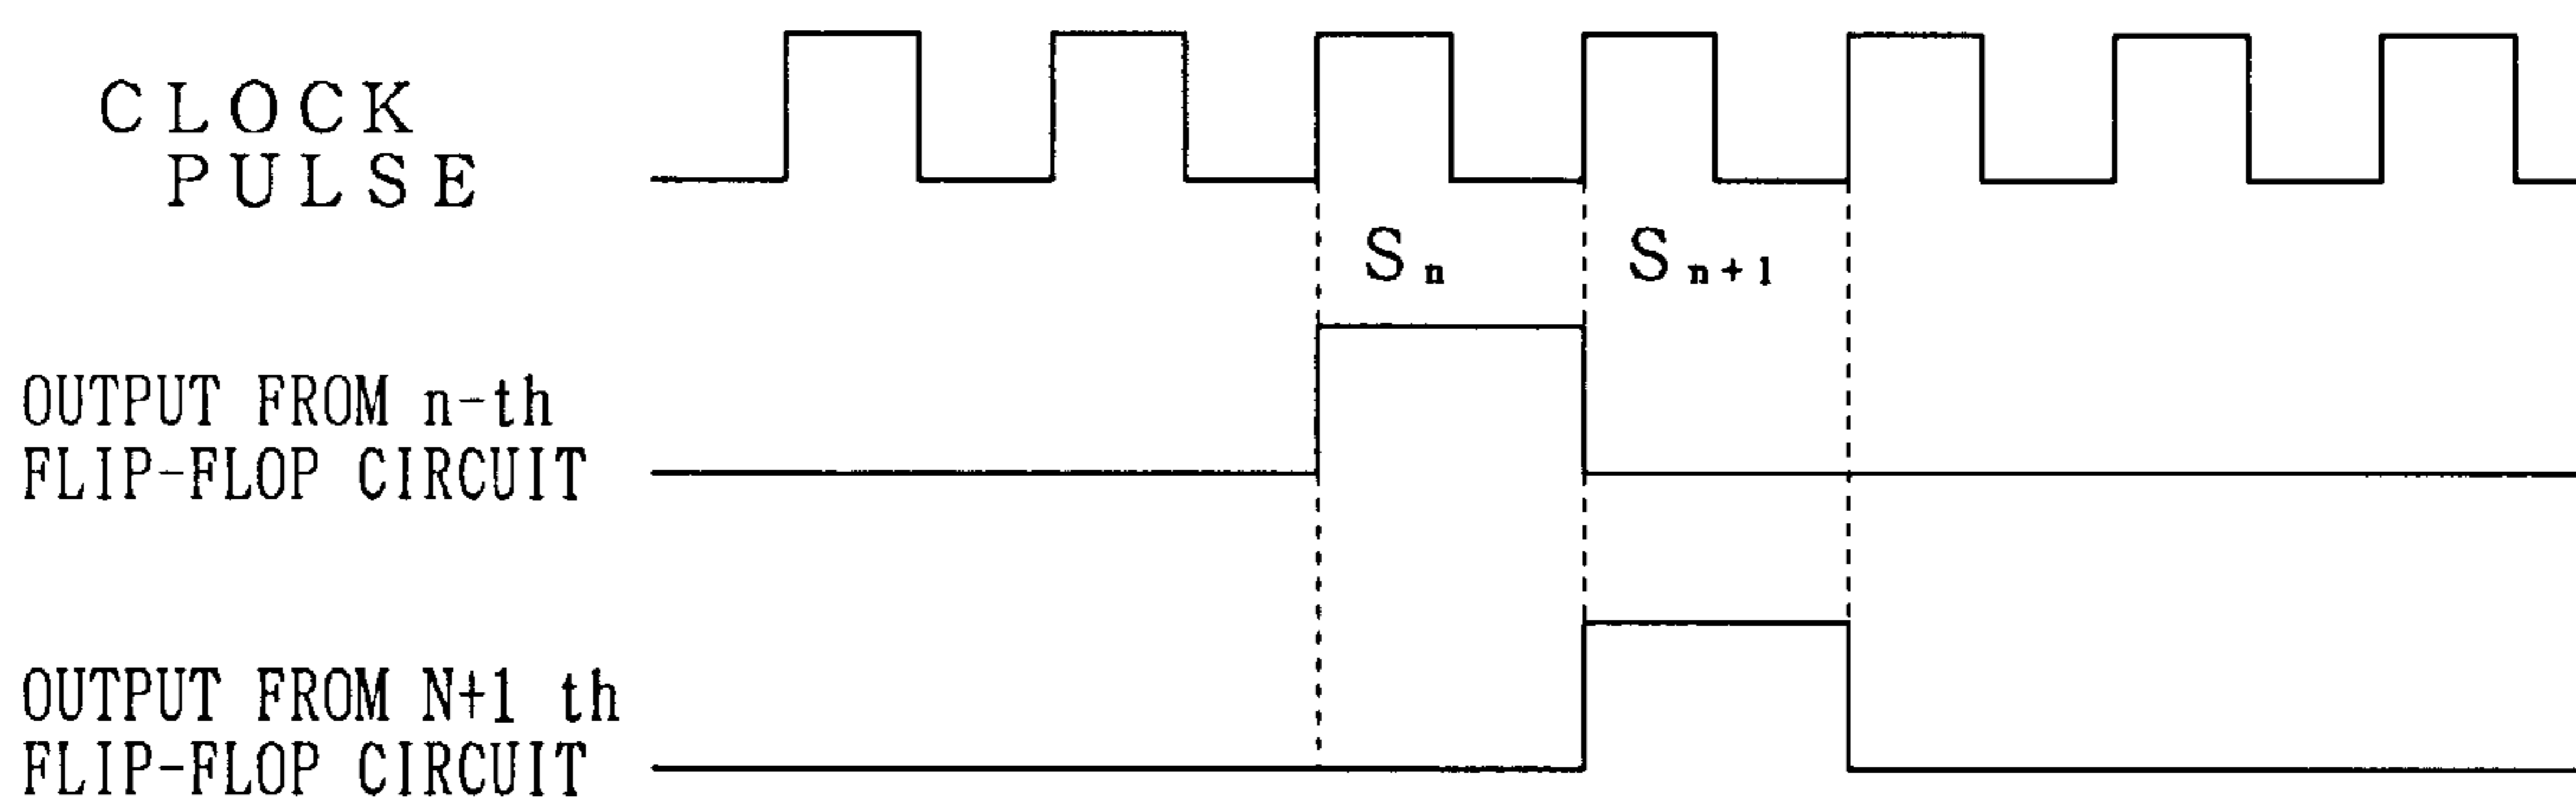 CLOCK
PULSE
Sn
Sn+1
OUTPUT FROM n-th
FLIP-FLOP CIRCUIT
OUTPUT FROM N+1 th
FLIP-FLOP CIRCUIT